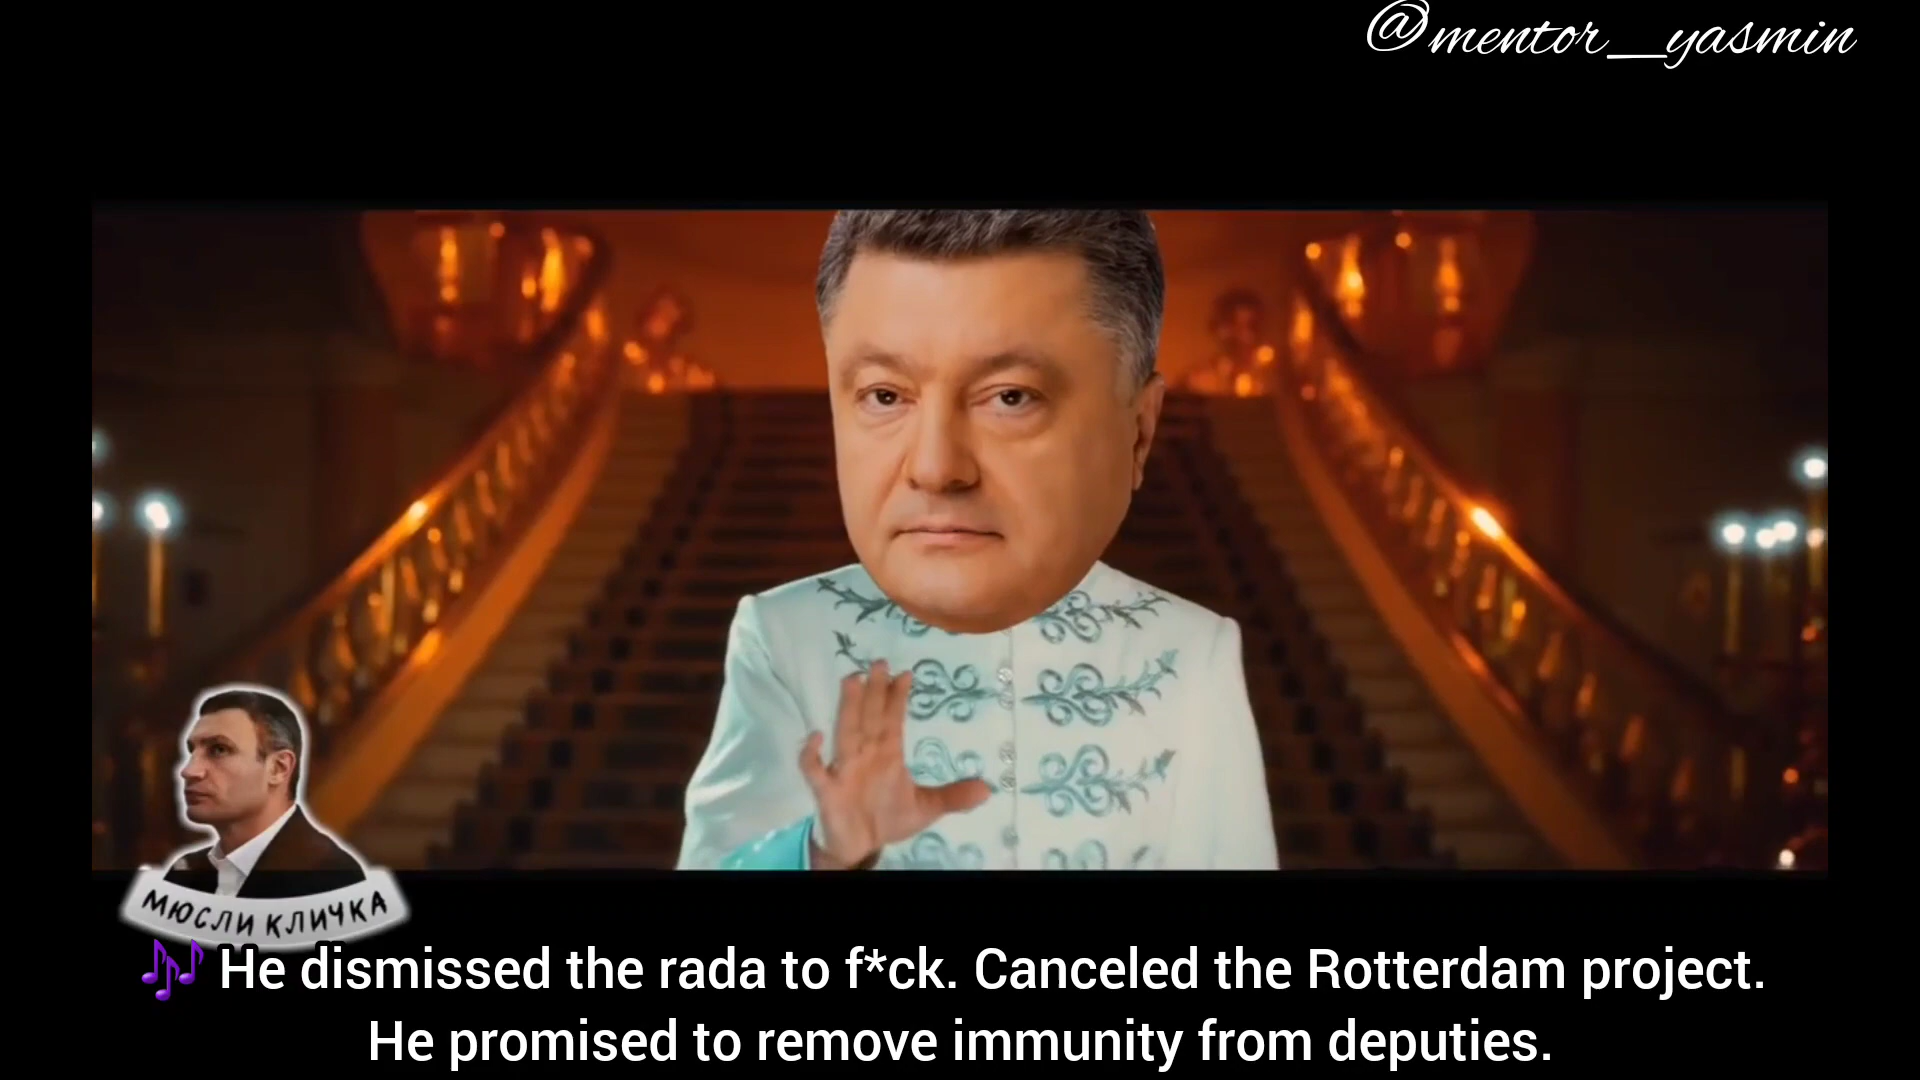 @mentor_yasmin
МЮСЛИ КЛИЧКА
🎶 He dismissed the rada to f*ck. Canceled the Rotterdam project.
He promised to remove immunity from deputies.